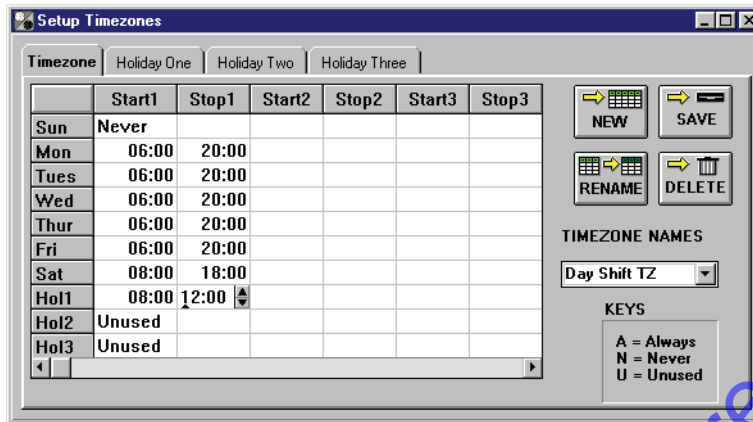 Setup Timezones
Timezone Holiday One Holiday Two Holiday Three
Start1 Stop1 Start2 Stop2 Start3 Stop3
Sun Never
Mon 06:00 20:00
Tues 06:00 20:00
Wed 06:00 20:00
Thur 06:00 20:00
Fri 06:00 20:00
Sat 08:00 18:00
Hol1 08:00 12:00
Hol2 Unused
Hol3 Unused
NEW SAVE
RENAME DELETE
TIMEZONE NAMES
Day Shift TZ
KEYS
A = Always
N = Never
U = Unused